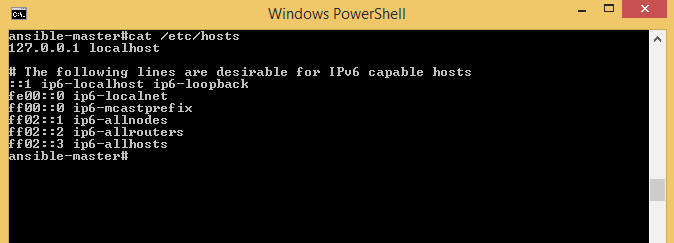 Windows PowerShell
ansible-master#cat /etc/hosts
127.0.0.1 localhost
# The following lines are desirable for IPv6 capable hosts
::1 ip6-localhost ip6-loopback
fe00::0 ip6-localnet
ff00::0 ip6-mcastprefix
ff02::1 ip6-allnodes
ff02::2 ip6-allrouters
ff02::3 ip6-allhosts
ansible-master#